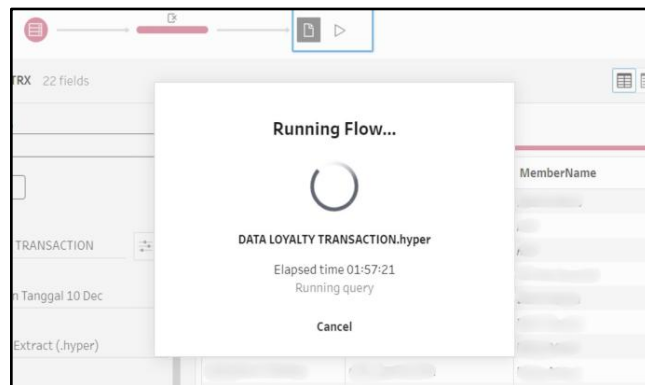 TRX 22 fields
Running Flow...
MemberName
DATA LOYALTY TRANSACTION.hyper
TRANSACTION
Elapsed time 01:57:21
Running query
Tanggal 10 Dec
Cancel
Extract (.hyper)